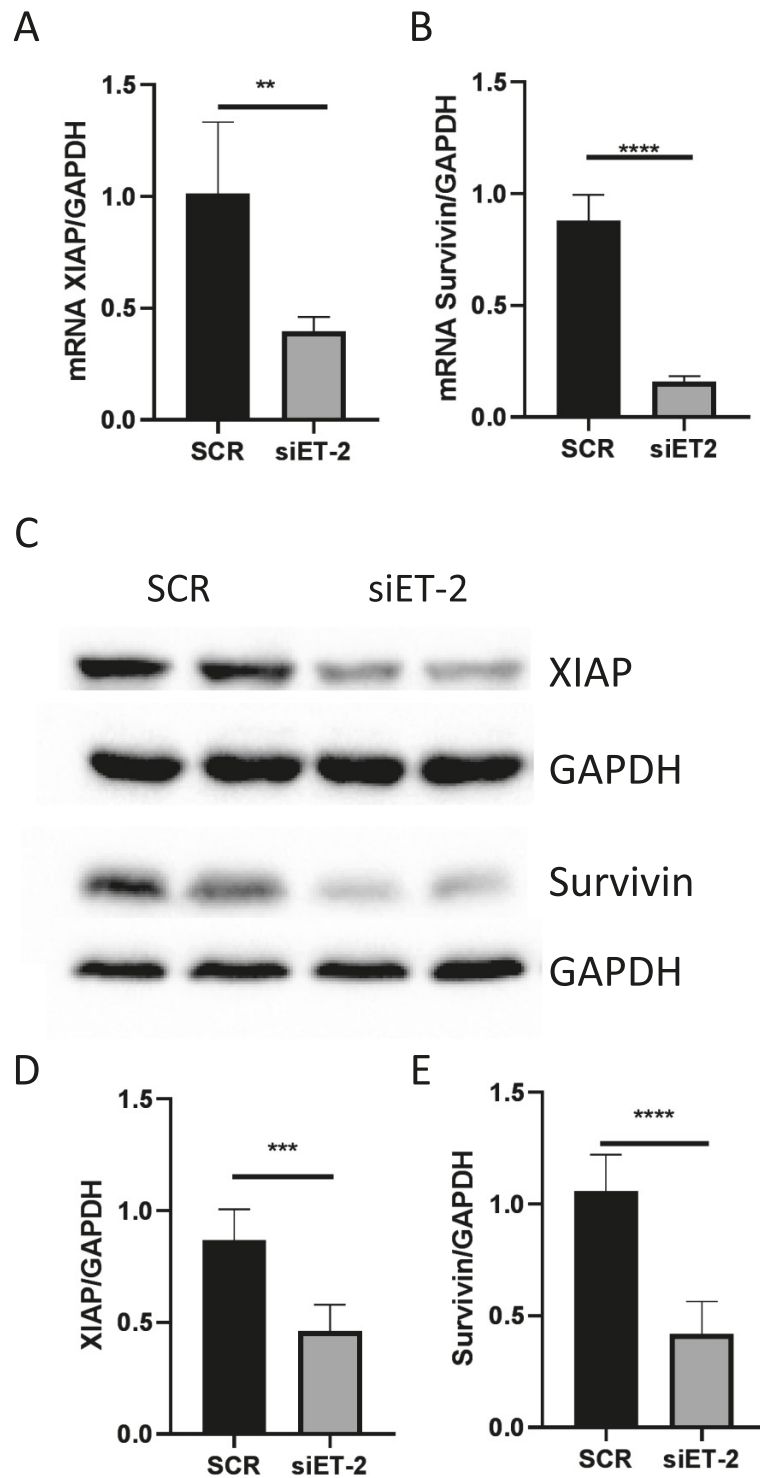 A
mRNA XIAP/GAPDH
1.5
1.0
0.5
0.0
**
SCR
siET-2
B
mRNA Survivin/GAPDH
1.5
1.0
0.5
0.0
****
SCR
siET2
C
SCR
siET-2
XIAP
GAPDH
Survivin
GAPDH
D
XIAP/GAPDH
1.5
1.0
0.5
0.0
***
SCR
siET-2
E
Survivin/GAPDH
1.5
1.0
0.5
0.0
****
SCR
siET-2